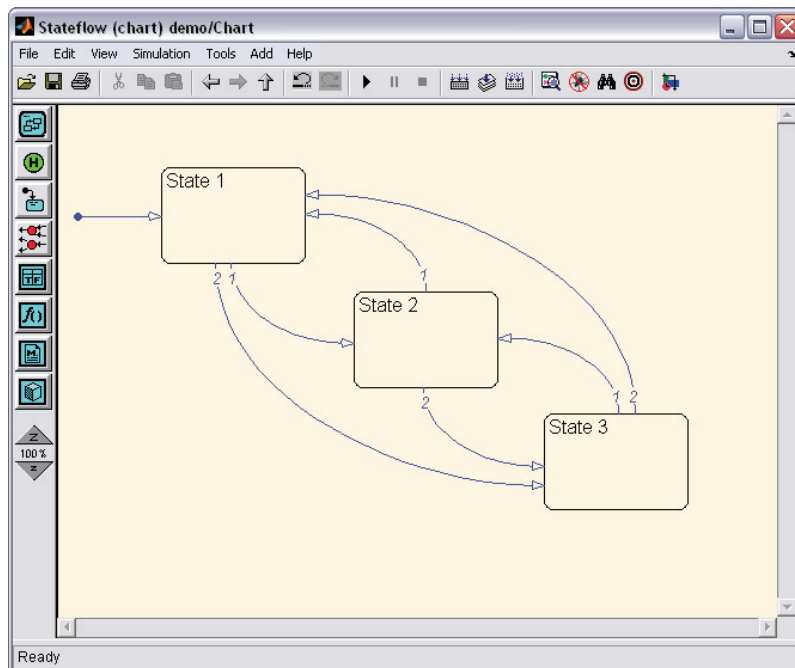 Stateflow (chart) demo/Chart
File Edit View Simulation Tools Add Help
H
State 1
2 1
1
TF
State 2
f()
M
1 2
2
State 3
Z
100%
z
Ready